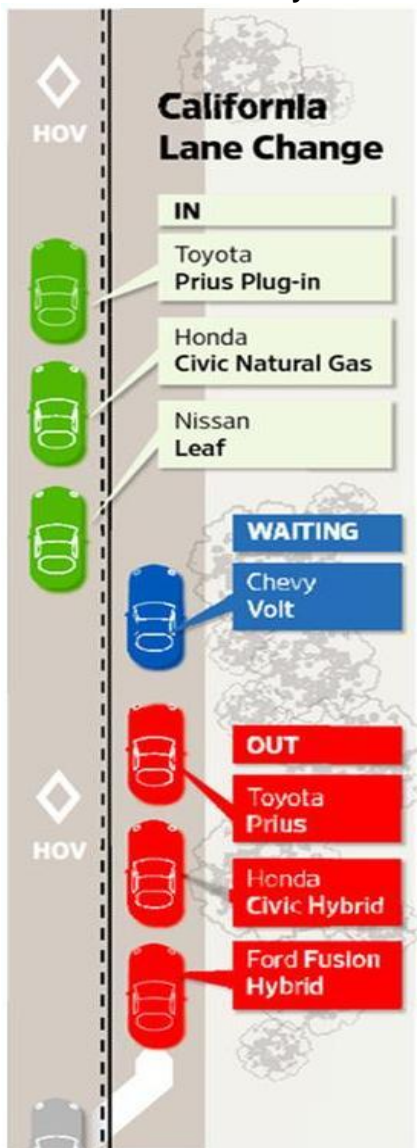 HOV
California
Lane Change
IN
Toyota
Prius Plug-in
Honda
Civic Natural Gas
Nissan
Leaf
WAITING
Chevy
Volt
OUT
Toyota
Prius
HOV
Honda
Civic Hybrid
Ford Fusion
Hybrid